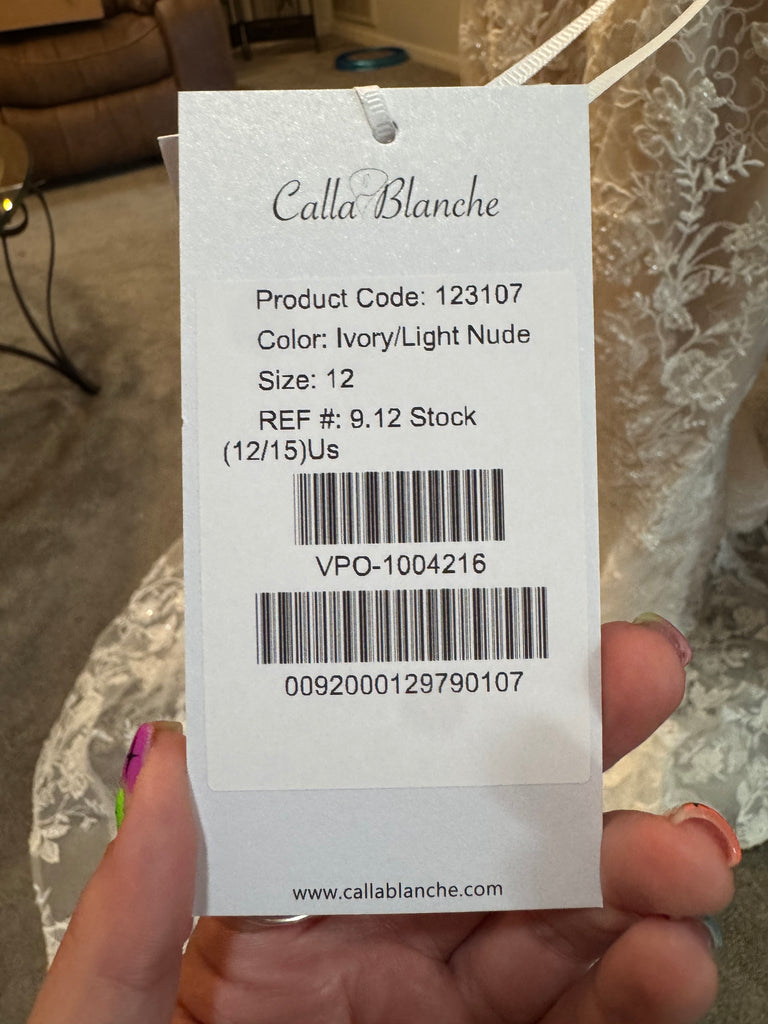 Calla Blanche
Product Code: 123107
Color: Ivory/Light Nude
Size: 12
REF #: 9.12 Stock
(12/15)Us
VPO-1004216
0092000129790107
www.callablanche.com